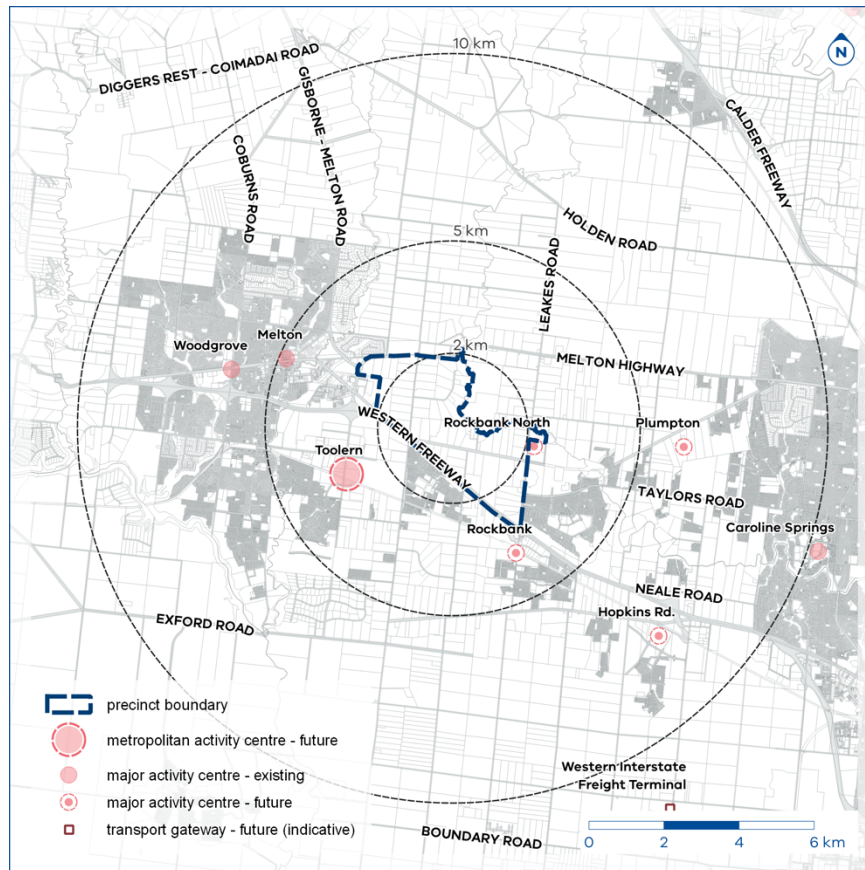 10 km
N
DIGGERS REST - COIMADAI ROAD
GISBORNE - MELTON ROAD
COBURNS ROAD
CALDER FREEWAY
HOLDEN ROAD
5 km
LEAKES ROAD
Woodgrove
Melton
2 km
MELTON HIGHWAY
WESTERN FREEWAY
Rockbank North
Plumpton
Toolern
TAYLORS ROAD
Rockbank
Caroline Springs
NEALE ROAD
Hopkins Rd.
EXFORD ROAD
precinct boundary
metropolitan activity centre - future
major activity centre - existing
major activity centre - future
transport gateway - future (indicative)
Western Interstate
Freight Terminal
BOUNDARY ROAD
0 2 4 6 km